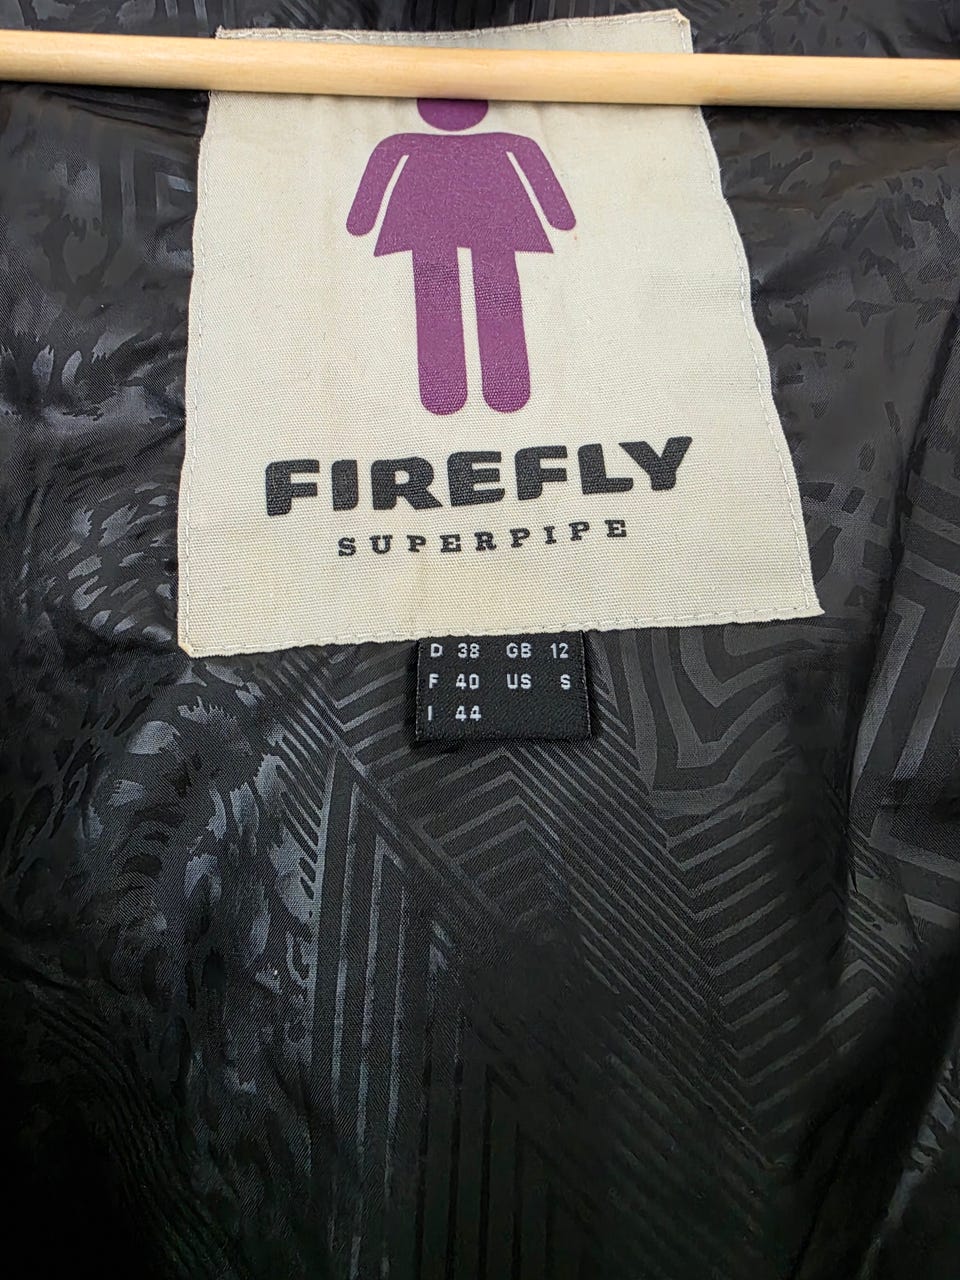 FIREFLY
SUPERPIPE
D 38 GB 12
F 40 US S
I 44